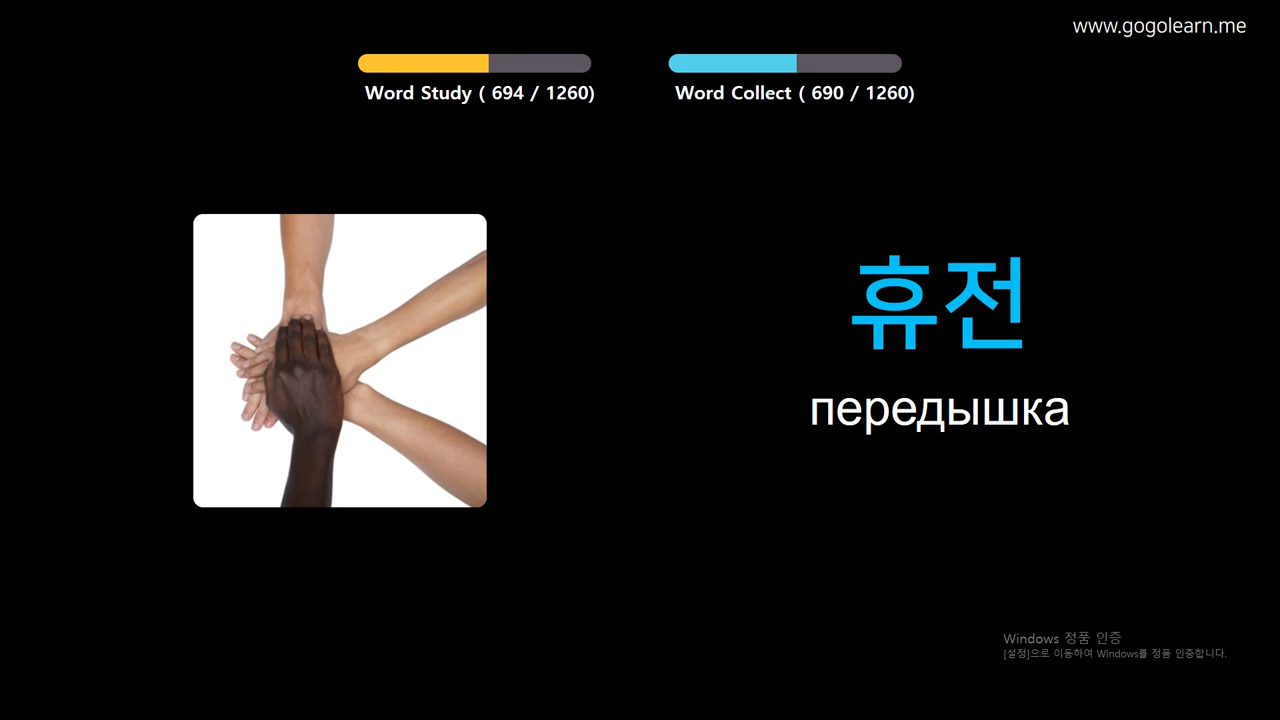 www.gogolearn.me
Word Study ( 694 / 1260)
Word Collect ( 690 / 1260)
휴전
передышка
Windows 정품 인증
[설정]으로 이동하여 Windows를 정품 인증합니다.